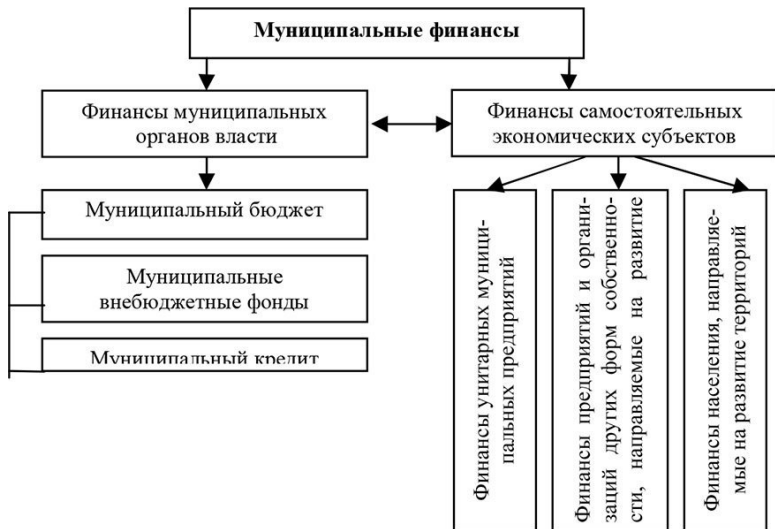 Муниципальные финансы
Финансы муниципальных
органов власти
Финансы самостоятельных
экономических субъектов
Муниципальный бюджет
Муниципальные
внебюджетные фонды
Муниципальный кредит
Финансы унитарных муници-
пальных предприятий
Финансы предприятий и органи-
заций других форм собственно-
сти, направляемые на развитие
Финансы населения, направляе-
мые на развитие территорий